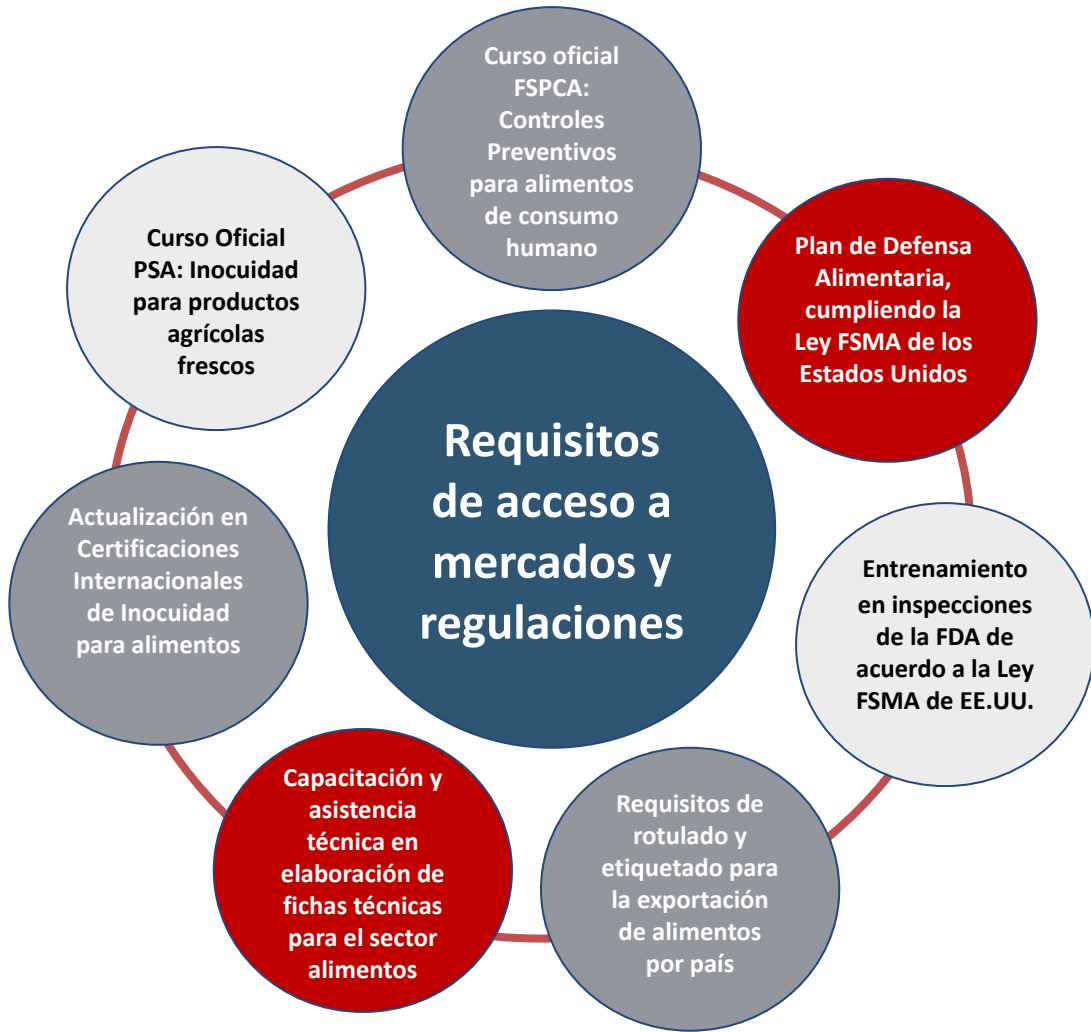 Curso oficial
FSPCA:
Controles
Preventivos
para alimentos
de consumo
humano
Plan de Defensa
Alimentaria,
cumpliendo la
Ley FSMA de los
Estados Unidos
Entrenamiento
en inspecciones
de la FDA de
acuerdo a la Ley
FSMA de EE.UU.
Requisitos de
rotulado y
etiquetado para
la exportación
de alimentos
por país
Capacitación y
asistencia
técnica en
elaboración de
fichas técnicas
para el sector
alimentos
Actualización en
Certificaciones
Internacionales
de Inocuidad
para alimentos
Curso Oficial
PSA: Inocuidad
para productos
agrícolas
frescos
Requisitos
de acceso a
mercados y
regulaciones